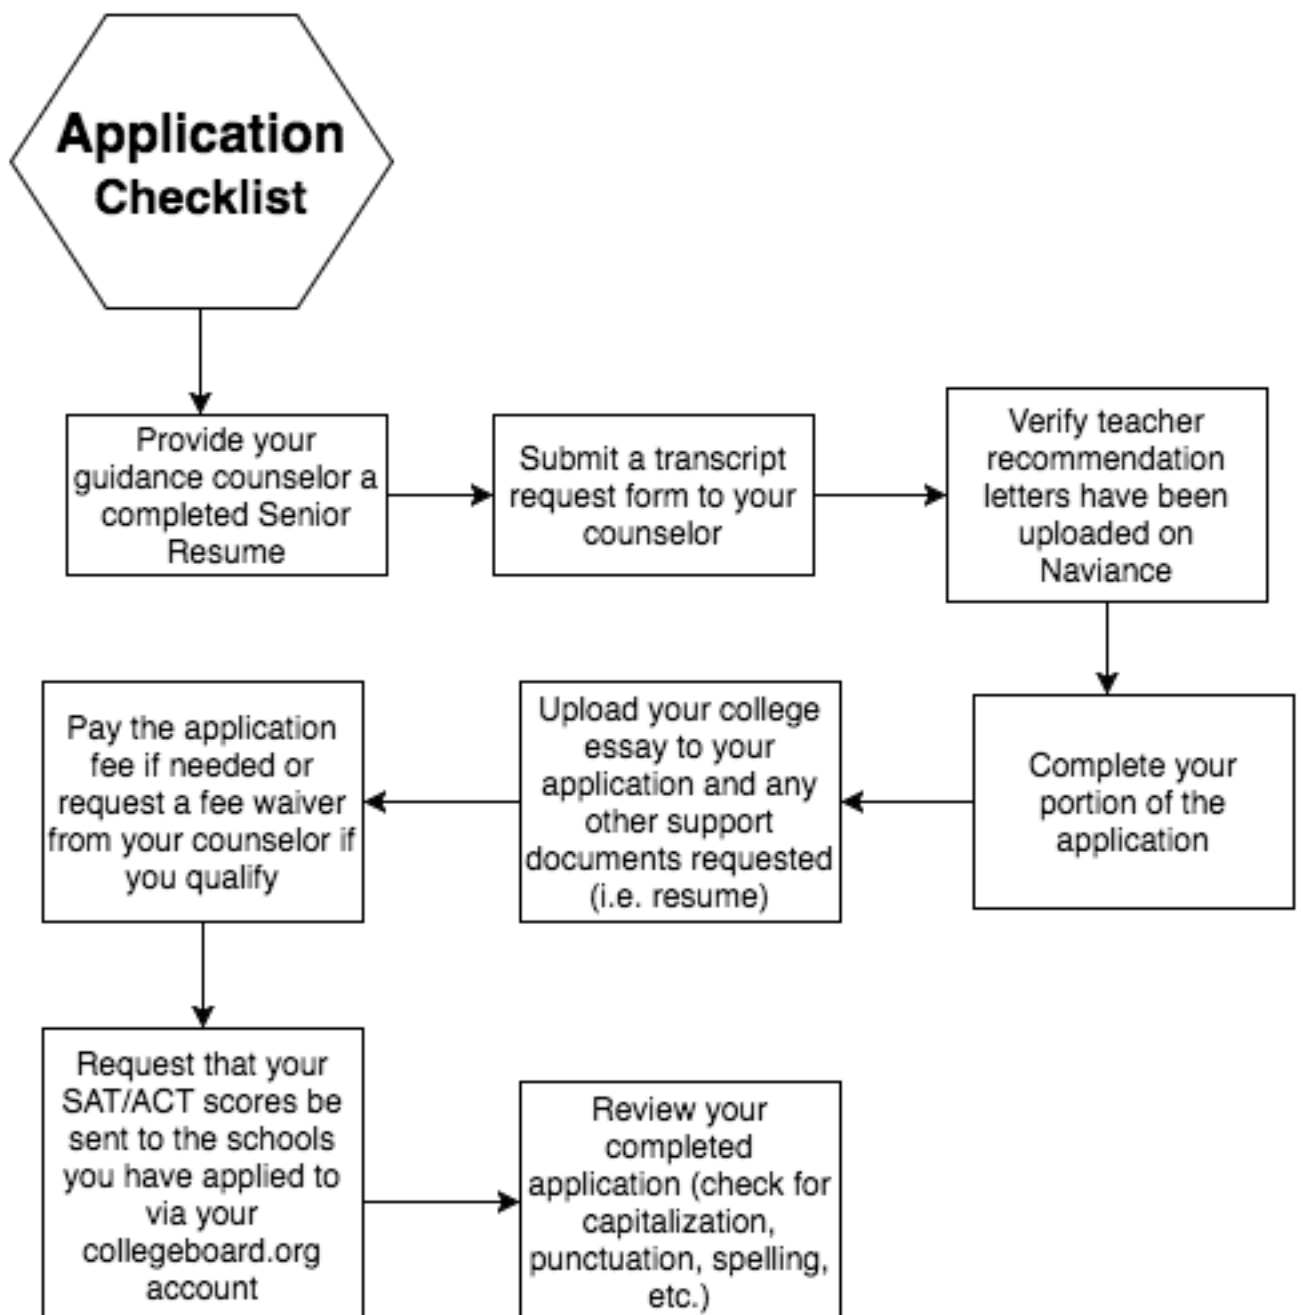 Application
Checklist
Provide your
guidance counselor a
completed Senior
Resume
Submit a transcript
request form to your
counselor
Verify teacher
recommendation
letters have been
uploaded on
Naviance
Complete your
portion of the
application
Upload your college
essay to your
application and any
other support
documents requested
(i.e. resume)
Pay the application
fee if needed or
request a fee waiver
from your counselor if
you qualify
Request that your
SAT/ACT scores be
sent to the schools
you have applied to
via your
collegeboard.org
account
Review your
completed
application (check for
capitalization,
punctuation, spelling,
etc.)